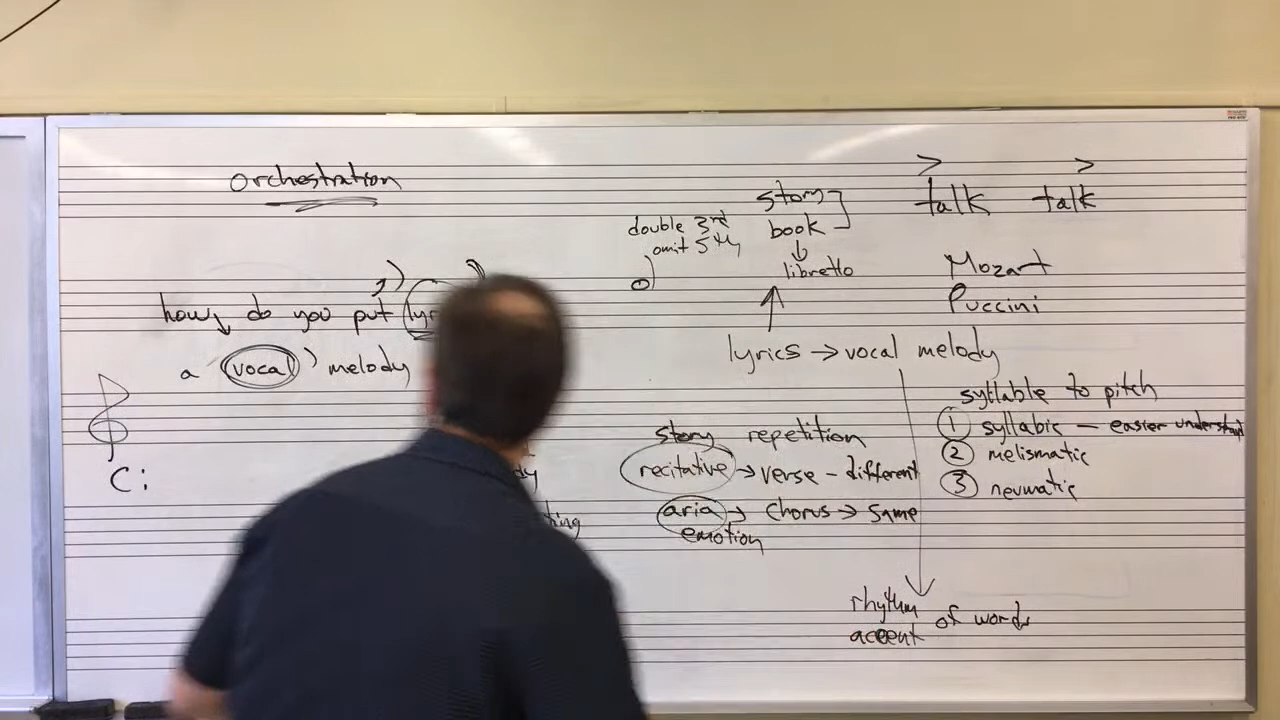 orchestration
how do you put
a (vocal) melody
C:
double 3rd
omit 5th
story
book
libretto
lyrics → vocal melody
talk talk
Mozart
Puccini
syllable to pitch
1 syllabic — easier understand
2 melismatic
3 neumatic
story repetition
recitative → verse - different
aria → chorus → same
emotion
rhythm
accent of words